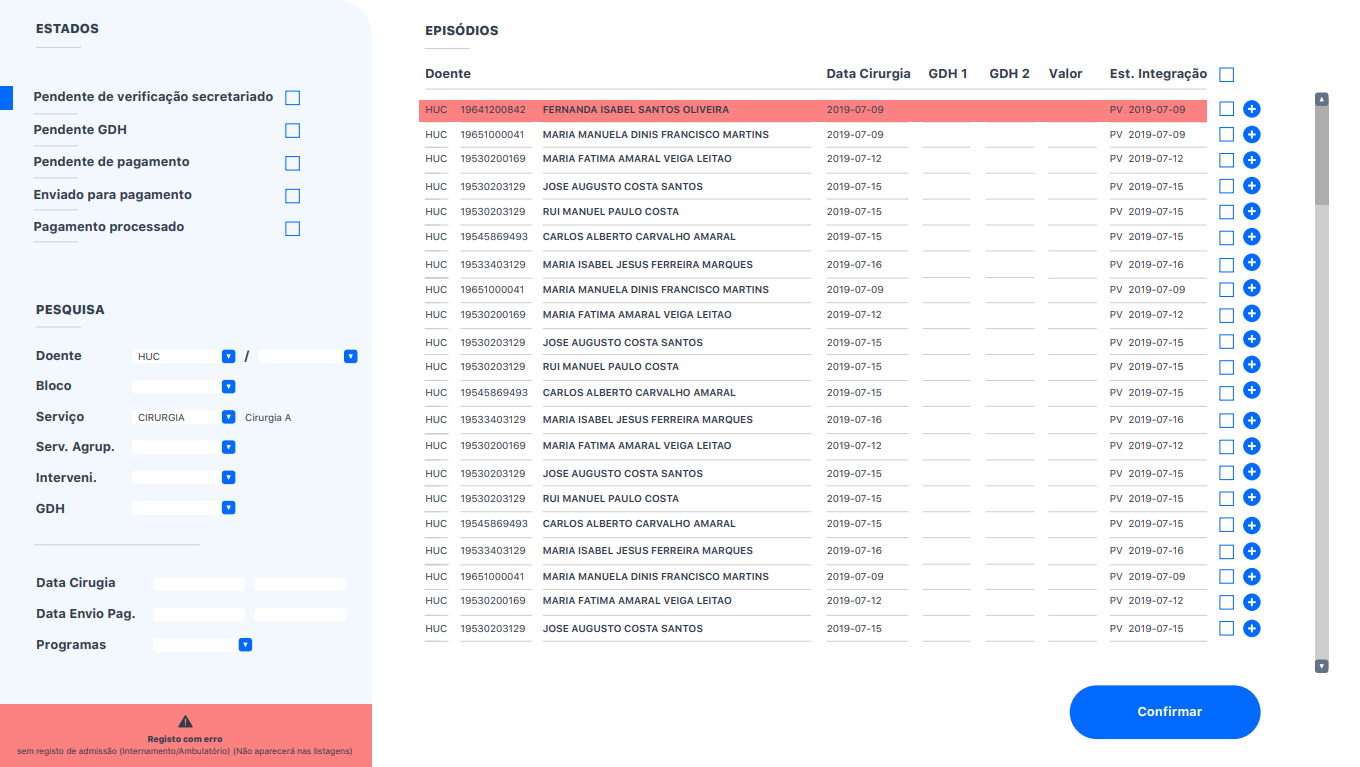 ESTADOS
Pendente de verificação secretariado
Pendente GDH
Pendente de pagamento
Enviado para pagamento
Pagamento processado
PESQUISA
Doente HUC /
Bloco
Serviço CIRURGIA Cirurgia A
Serv. Agrup.
Interveni.
GDH
Data Cirugia
Data Envio Pag.
Programas
Registo com erro
sem registo de admissão (Internamento/Ambulatório) (Não aparecerá nas listagens)
EPISÓDIOS
Doente Data Cirurgia GDH 1 GDH 2 Valor Est. Integração
HUC 19641200842 FERNANDA ISABEL SANTOS OLIVEIRA 2019-07-09 PV 2019-07-09
HUC 19651000041 MARIA MANUELA DINIS FRANCISCO MARTINS 2019-07-09 PV 2019-07-09
HUC 19530200169 MARIA FATIMA AMARAL VEIGA LEITAO 2019-07-12 PV 2019-07-12
HUC 19530203129 JOSE AUGUSTO COSTA SANTOS 2019-07-15 PV 2019-07-15
HUC 19530203129 RUI MANUEL PAULO COSTA 2019-07-15 PV 2019-07-15
HUC 19545869493 CARLOS ALBERTO CARVALHO AMARAL 2019-07-15 PV 2019-07-15
HUC 19533403129 MARIA ISABEL JESUS FERREIRA MARQUES 2019-07-16 PV 2019-07-16
HUC 19651000041 MARIA MANUELA DINIS FRANCISCO MARTINS 2019-07-09 PV 2019-07-09
HUC 19530200169 MARIA FATIMA AMARAL VEIGA LEITAO 2019-07-12 PV 2019-07-12
HUC 19530203129 JOSE AUGUSTO COSTA SANTOS 2019-07-15 PV 2019-07-15
HUC 19530203129 RUI MANUEL PAULO COSTA 2019-07-15 PV 2019-07-15
HUC 19545869493 CARLOS ALBERTO CARVALHO AMARAL 2019-07-15 PV 2019-07-15
HUC 19533403129 MARIA ISABEL JESUS FERREIRA MARQUES 2019-07-16 PV 2019-07-16
HUC 19530200169 MARIA FATIMA AMARAL VEIGA LEITAO 2019-07-12 PV 2019-07-12
HUC 19530203129 JOSE AUGUSTO COSTA SANTOS 2019-07-15 PV 2019-07-15
HUC 19530203129 RUI MANUEL PAULO COSTA 2019-07-15 PV 2019-07-15
HUC 19545869493 CARLOS ALBERTO CARVALHO AMARAL 2019-07-15 PV 2019-07-15
HUC 19533403129 MARIA ISABEL JESUS FERREIRA MARQUES 2019-07-16 PV 2019-07-16
HUC 19651000041 MARIA MANUELA DINIS FRANCISCO MARTINS 2019-07-09 PV 2019-07-09
HUC 19530200169 MARIA FATIMA AMARAL VEIGA LEITAO 2019-07-12 PV 2019-07-12
HUC 19530203129 JOSE AUGUSTO COSTA SANTOS 2019-07-15 PV 2019-07-15
Confirmar